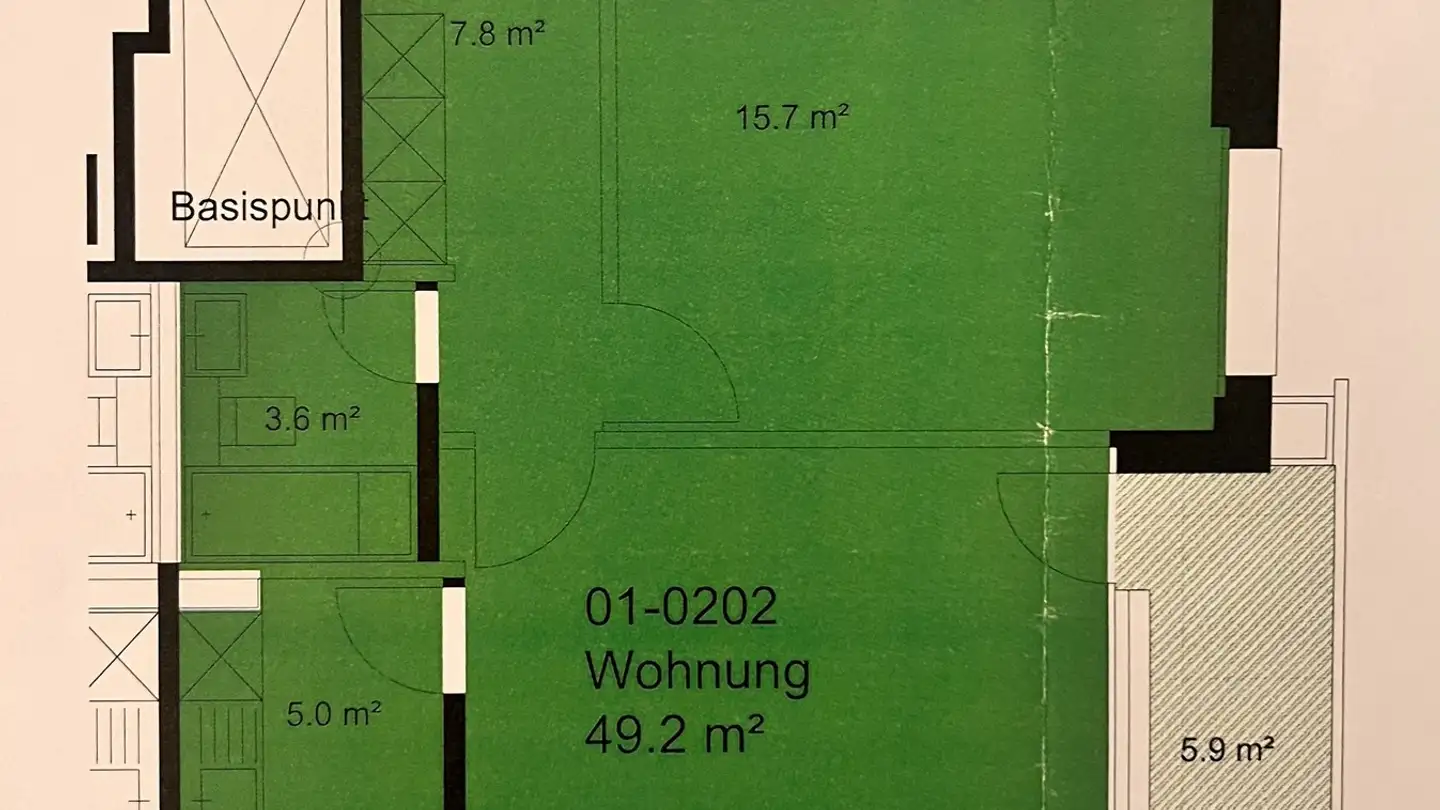 7.8 m²
15.7 m²
Basispunkt
3.6 m²
01-0202
Wohnung
49.2 m²
5.0 m²
5.9 m²